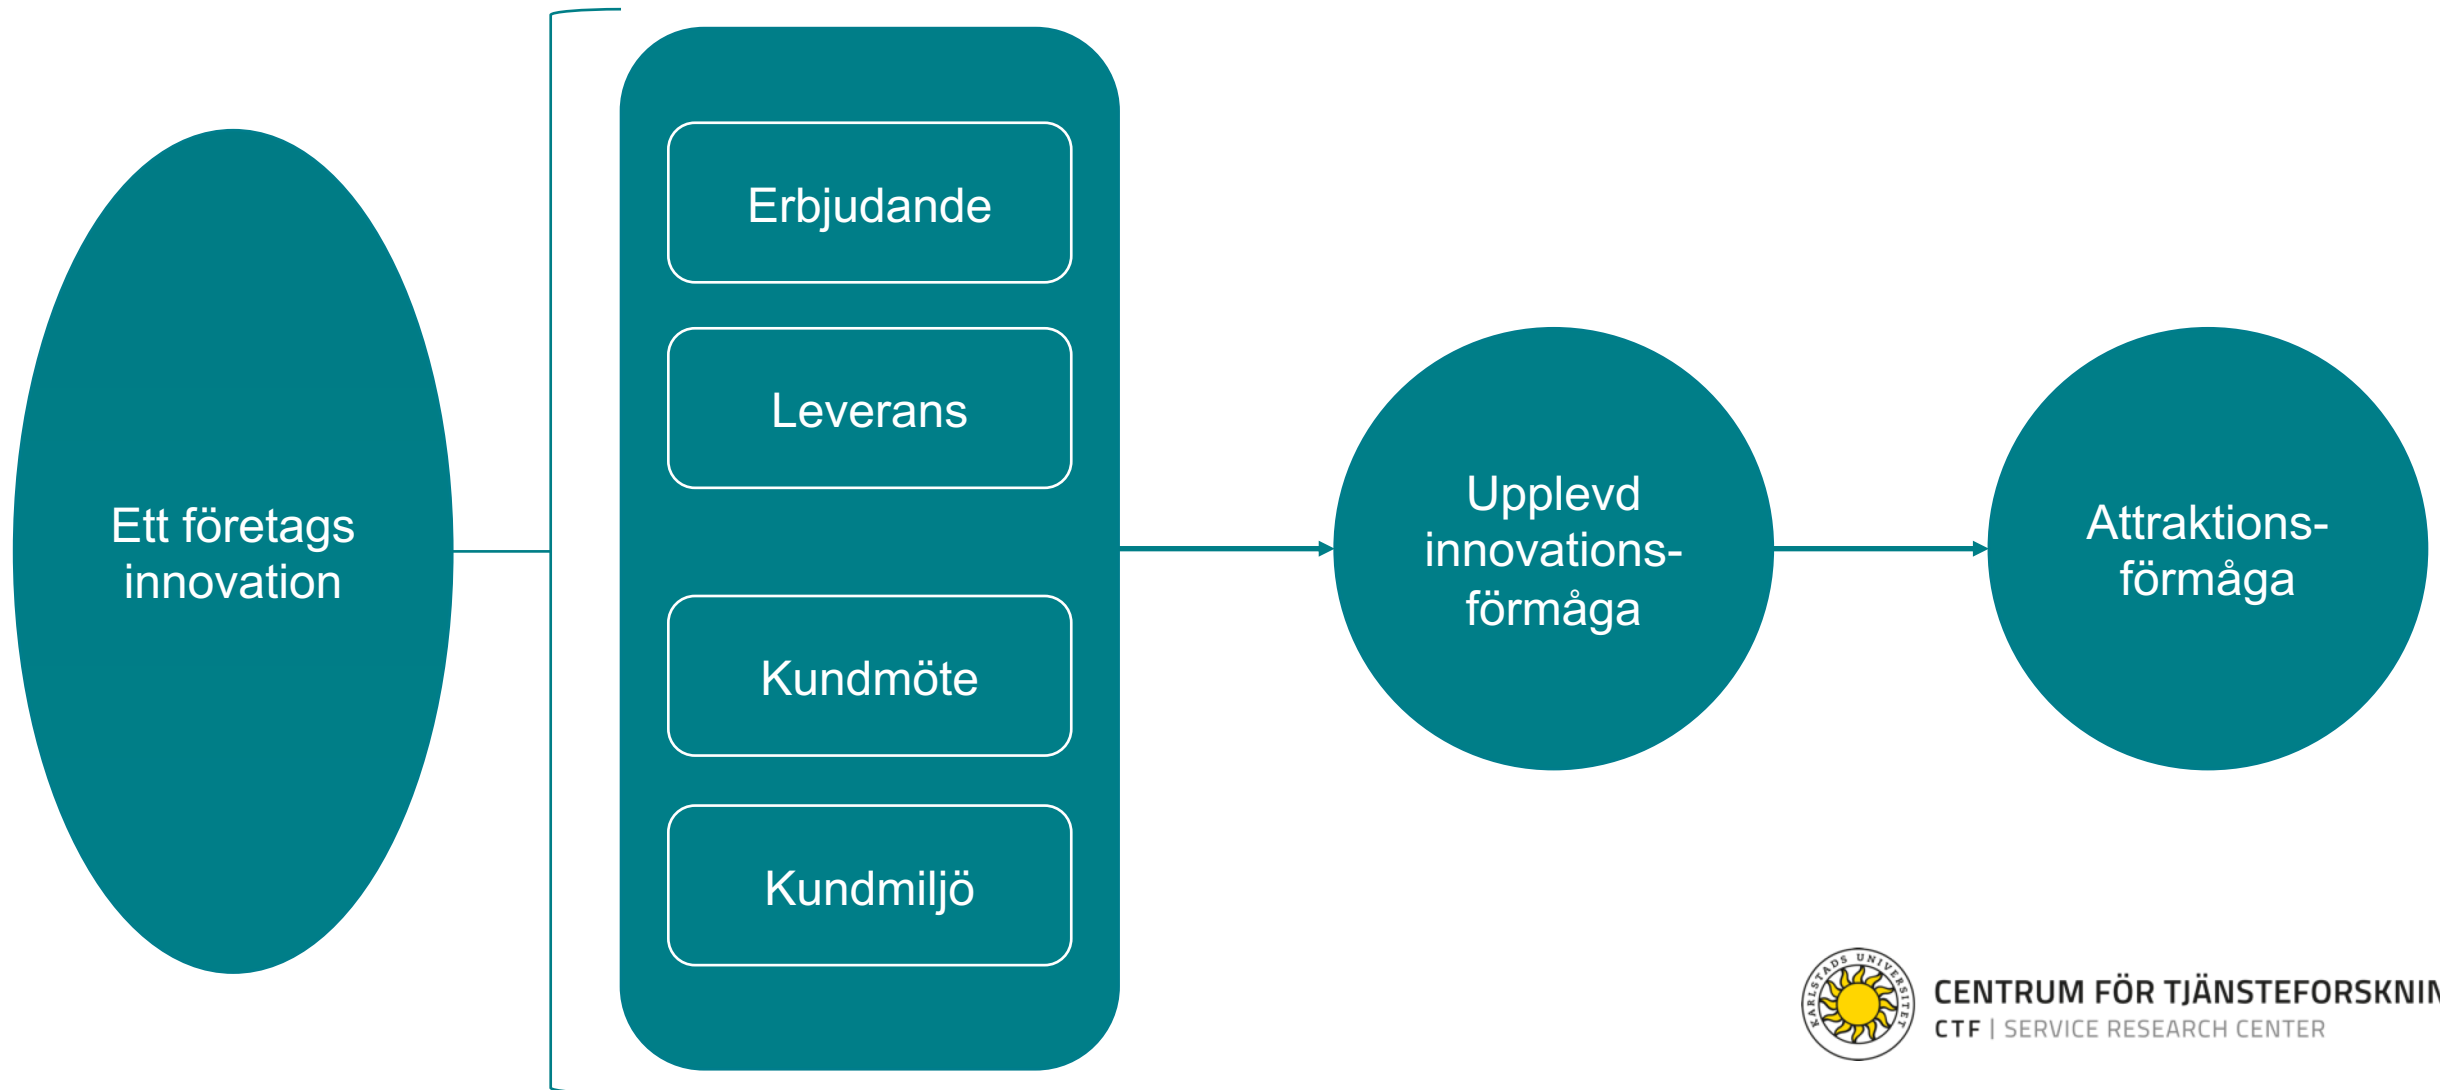 Ett företags
innovation
Erbjudande
Leverans
Kundmöte
Kundmiljö
Upplevd
innovations-
förmåga
Attraktions-
förmåga
KARLSTADS UNIVERSITET
CENTRUM FÖR TJÄNSTEFORSKNIN
CTF | SERVICE RESEARCH CENTER